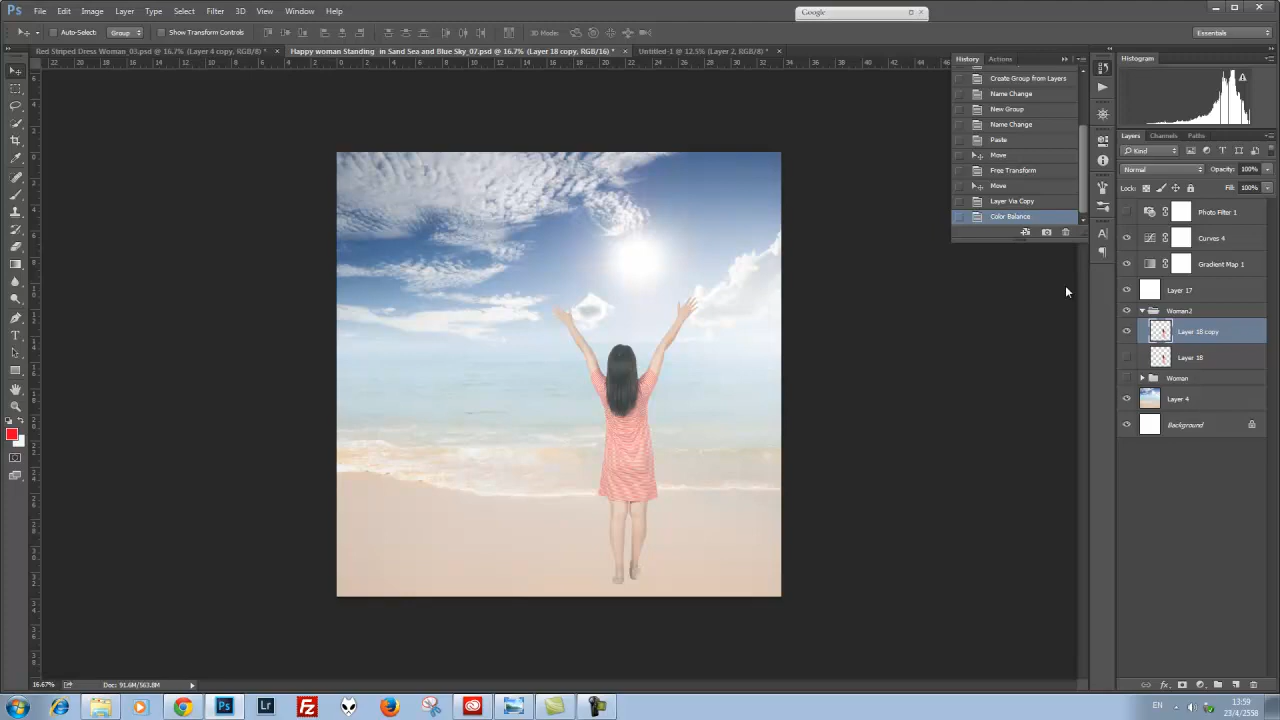 Ps File Edit Image Layer Type Select Filter 3D View Window Help
Google
Auto-Select: Group Show Transform Controls 3D Mode: Essentials
Red Striped Dress Woman_03.psd @ 16.7% (Layer 4 copy, RGB/8) * × Happy woman Standing in Sand Sea and Blue Sky_07.psd @ 16.7% (Layer 18 copy, RGB/16) * × Untitled-1 @ 12.5% (Layer 2, RGB/8) * ×
History Actions
Create Group from Layers
Name Change
New Group
Name Change
Paste
Move
Free Transform
Move
Layer Via Copy
Color Balance
Histogram
Layers Channels Paths
Kind
Normal Opacity: 100%
Lock: Fill: 100%
Photo Filter 1
Curves 4
Gradient Map 1
Layer 17
Woman2
Layer 18 copy
Layer 18
Woman
Layer 4
Background
16.67% Doc: 91.6M/563.8M
Ps Lr Fz EN 13:59
23/4/2558